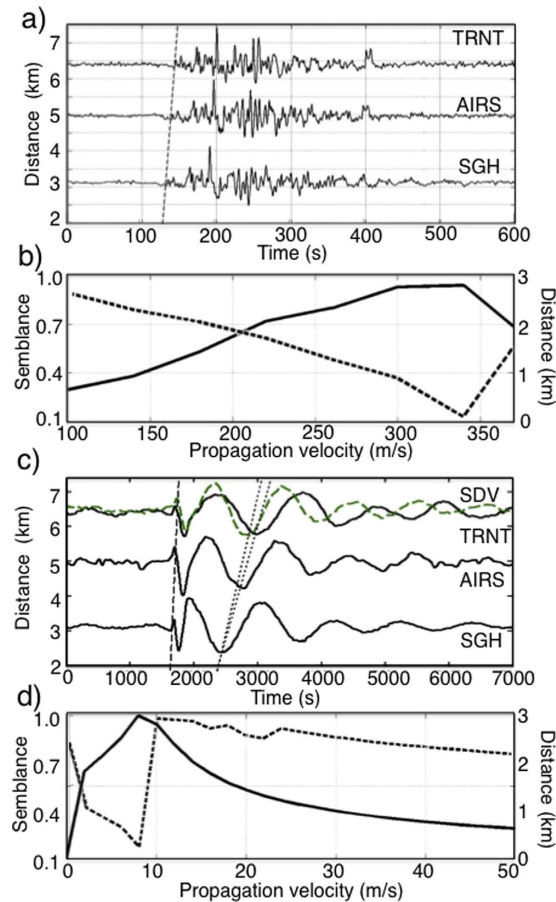 a)
7
6
5
4
3
2
Distance (km)
TRNT
AIRS
SGH
0 100 200 300 400 500 600
Time (s)
b)
1.0
0.7
0.4
0.1
Semblance
3
2
1
0
Distance (km)
100 150 200 250 300 350
Propagation velocity (m/s)
c)
7
6
5
4
3
2
Distance (km)
SDV
TRNT
AIRS
SGH
0 1000 2000 3000 4000 5000 6000 7000
Time (s)
d)
1.0
0.7
0.4
0.1
Semblance
3
2
1
0
Distance (km)
0 10 20 30 40 50
Propagation velocity (m/s)